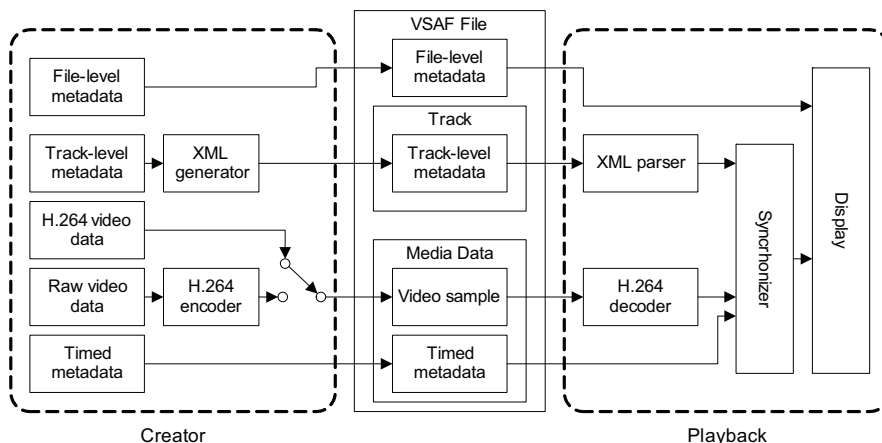 VSAF File
File-level
metadata
File-level
metadata
Track
Track-level
metadata
XML
generator
Track-level
metadata
XML parser
H.264 video
data
Media Data
Raw video
data
H.264
encoder
Video sample
H.264
decoder
Timed
metadata
Timed
metadata
Syncrhonizer
Display
Creator
Playback